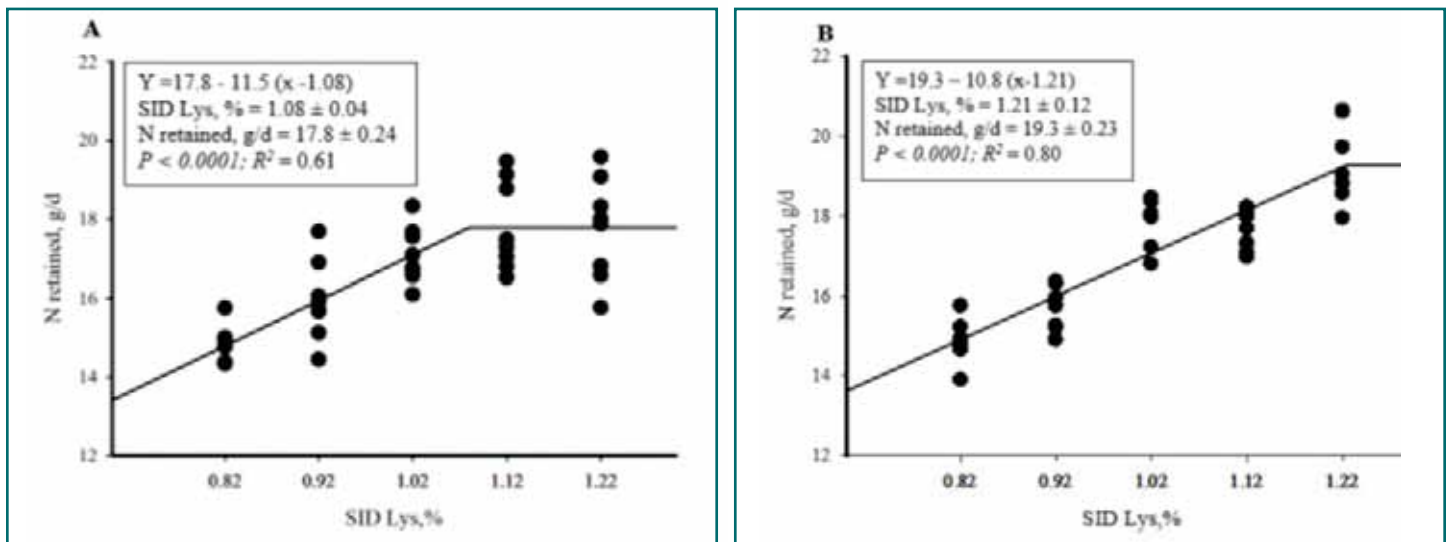 A
22
20
18
16
14
12
N retained, g/d
Y =17.8 - 11.5 (x -1.08)
SID Lys, % = 1.08 ± 0.04
N retained, g/d = 17.8 ± 0.24
P < 0.0001; R² = 0.61
0.82 0.92 1.02 1.12 1.22
SID Lys,%
B
22
20
18
16
14
12
N retained, g/d
Y =19.3 – 10.8 (x-1.21)
SID Lys, % = 1.21 ± 0.12
N retained, g/d = 19.3 ± 0.23
P < 0.0001; R² = 0.80
0.82 0.92 1.02 1.12 1.22
SID Lys,%